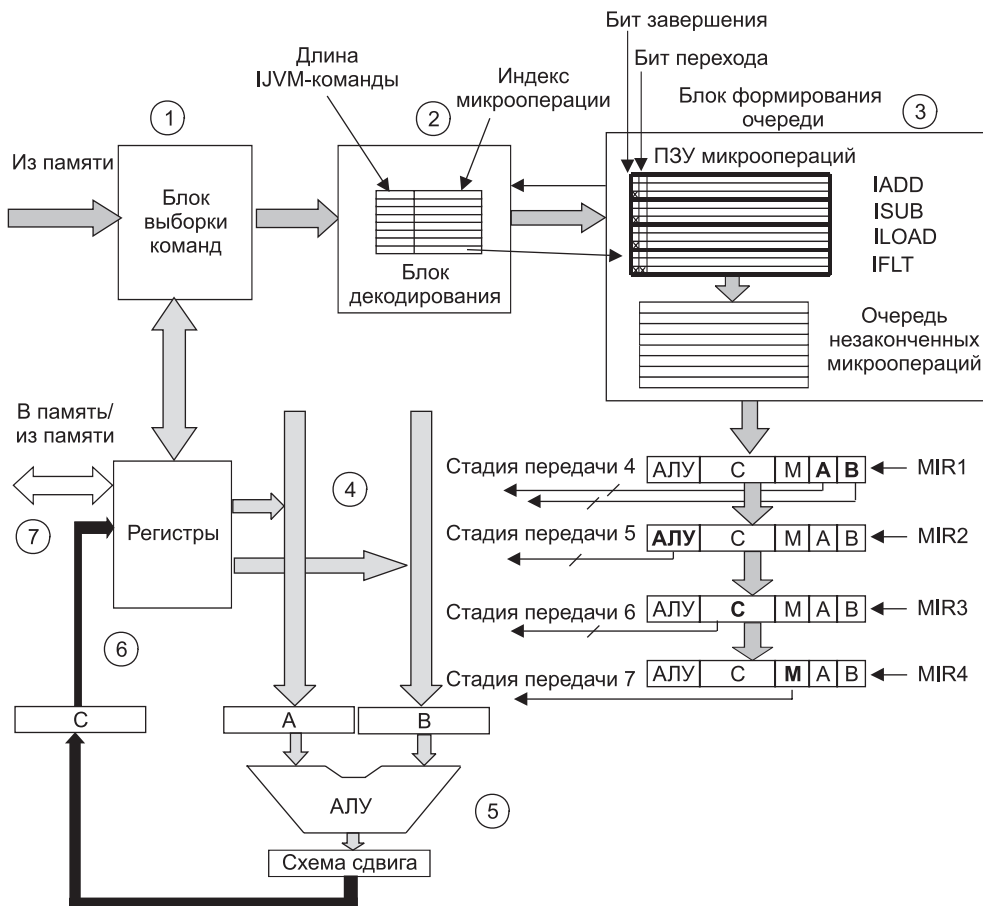 Бит завершения
Бит перехода
Длина
IJVM-команды
Индекс
микрооперации
Блок формирования
очереди
1
2
3
Из памяти
Блок
выборки
команд
Блок
декодирования
ПЗУ микроопераций
IADD
ISUB
ILOAD
IFLT
Очередь
незаконченных
микроопераций
В память/
из памяти
7
Регистры
4
Стадия передачи 4
АЛУ С М А В
MIR1
Стадия передачи 5
АЛУ С М А В
MIR2
Стадия передачи 6
АЛУ С М А В
MIR3
Стадия передачи 7
АЛУ С М А В
MIR4
6
С
А
В
АЛУ
5
Схема сдвига